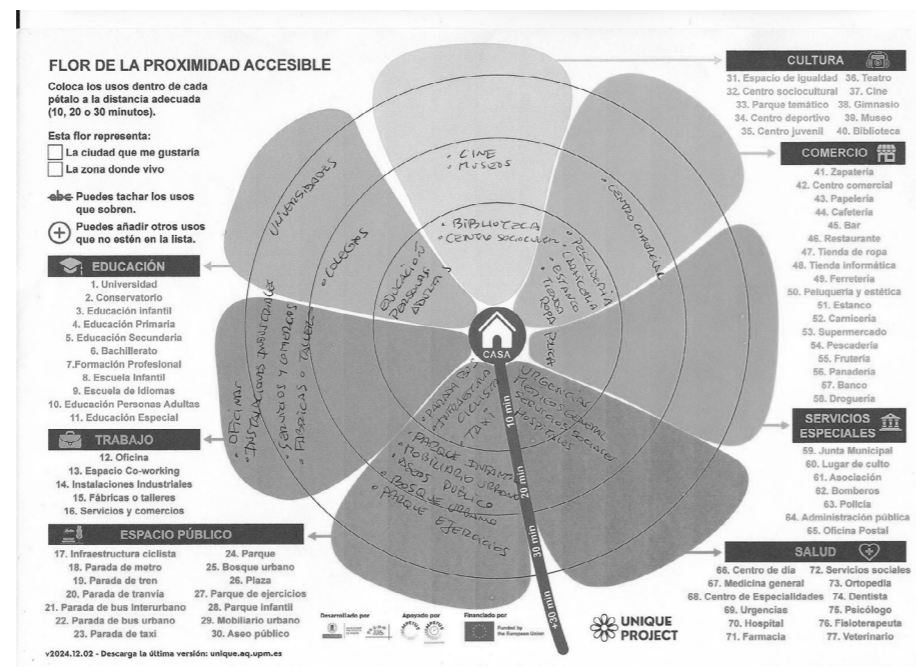 FLOR DE LA PROXIMIDAD ACCESIBLE
Coloca los usos dentro de cada
pétalo a la distancia adecuada
(10, 20 o 30 minutos).
Esta flor representa:
La ciudad que me gustaría
La zona donde vivo
abc Puedes tachar los usos
que sobren.
Puedes añadir otros usos
que no estén en la lista.
EDUCACIÓN
1. Universidad
2. Conservatorio
3. Educación infantil
4. Educación Primaria
5. Educación Secundaria
6. Bachillerato
7.Formación Profesional
8. Escuela Infantil
9. Escuela de Idiomas
10. Educación Personas Adultas
11. Educación Especial
TRABAJO
12. Oficina
13. Espacio Co-working
14. Instalaciones Industriales
15. Fábricas o talleres
16. Servicios y comercios
ESPACIO PÚBLICO
17. Infraestructura ciclista
18. Parada de metro
19. Parada de tren
20. Parada de tranvía
21. Parada de bus Interurbano
22. Parada de bus urbano
23. Parada de taxi
24. Parque
25. Bosque urbano
26. Plaza
27. Parque de ejercicios
28. Parque infantil
29. Mobiliario urbano
30. Aseo público
v2024.12.02 - Descarga la última versión: unique.aq.upm.es
UNIVERSIDADES
• COLEGIOS
EDUCACIÓN
PERSONAS
ADULTAS
• CINE
• MUSEOS
• BIBLIOTECA
• CENTRO SOCIOCULTURAL
• CENTRO COMERCIAL
• PESCADERIA
• CARNICERIA
• ESTANCO
• TIENDA
ROPA
OFICINAS
• INSTALACIONES INDUSTRIALES
SERVICIOS Y COMERCIOS
• FÁBRICAS O TALLER
• PARADA
CICLISTA
• TAXI
PARQUE INFANTIL
• MOBILIARIO URBANO
• ASEOS PUBLICO
• BOSQUE URBANO
• PARQUE EJERCICIOS
URGENCIAS
MEDICO GENERAL
SERVICIOS SOCIALES
HOSPITALES
CASA
10 min
20 min
30 min
+30 min
CULTURA
31. Espacio de igualdad
32. Centro sociocultural
33. Parque temático
34. Centro deportivo
35. Centro juvenil
36. Teatro
37. Cine
38. Gimnasio
39. Museo
40. Biblioteca
COMERCIO
41. Zapatería
42. Centro comercial
43. Papelería
44. Cafetería
45. Bar
46. Restaurante
47. Tienda de ropa
48. Tienda informática
49. Ferretería
50. Peluquería y estética
51. Estanco
52. Carnicería
53. Supermercado
54. Pescadería
55. Frutería
56. Panadería
57. Banco
58. Droguería
SERVICIOS
ESPECIALES
59. Junta Municipal
60. Lugar de culto
61. Asociación
62. Bomberos
63. Policía
64. Administración pública
65. Oficina Postal
SALUD
66. Centro de día
67. Medicina general
68. Centro de Especialidades
69. Urgencias
70. Hospital
71. Farmacia
72. Servicios sociales
73. Ortopedia
74. Dentista
75. Psicólogo
76. Fisioterapeuta
77. Veterinario
Desarrollado por
Apoyado por
Financiado por
Funded by
the European Union
UNIQUE
PROJECT